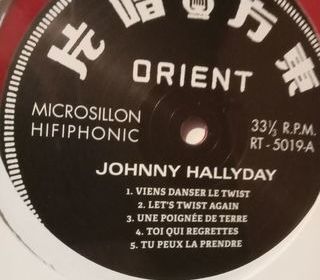 片唱方東
ORIENT
MICROSILLON
HIFIPHONIC
33⅓ R.P.M.
RT - 5019-A
JOHNNY HALLYDAY
1. VIENS DANSER LE TWIST
2. LET'S TWIST AGAIN
3. UNE POIGNÉE DE TERRE
4. TOI QUI REGRETTES
5. TU PEUX LA PRENDRE